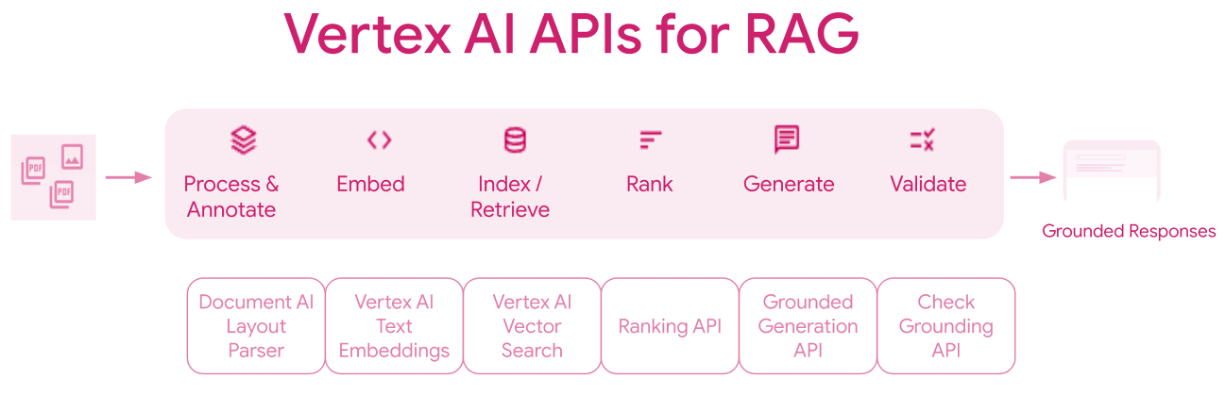 Vertex AI APIs for RAG
PDF
PDF
Process &
Annotate
Embed
Index /
Retrieve
Rank
Generate
Validate
Grounded Responses
Document AI
Layout
Parser
Vertex AI
Text
Embeddings
Vertex AI
Vector
Search
Ranking API
Grounded
Generation
API
Check
Grounding
API